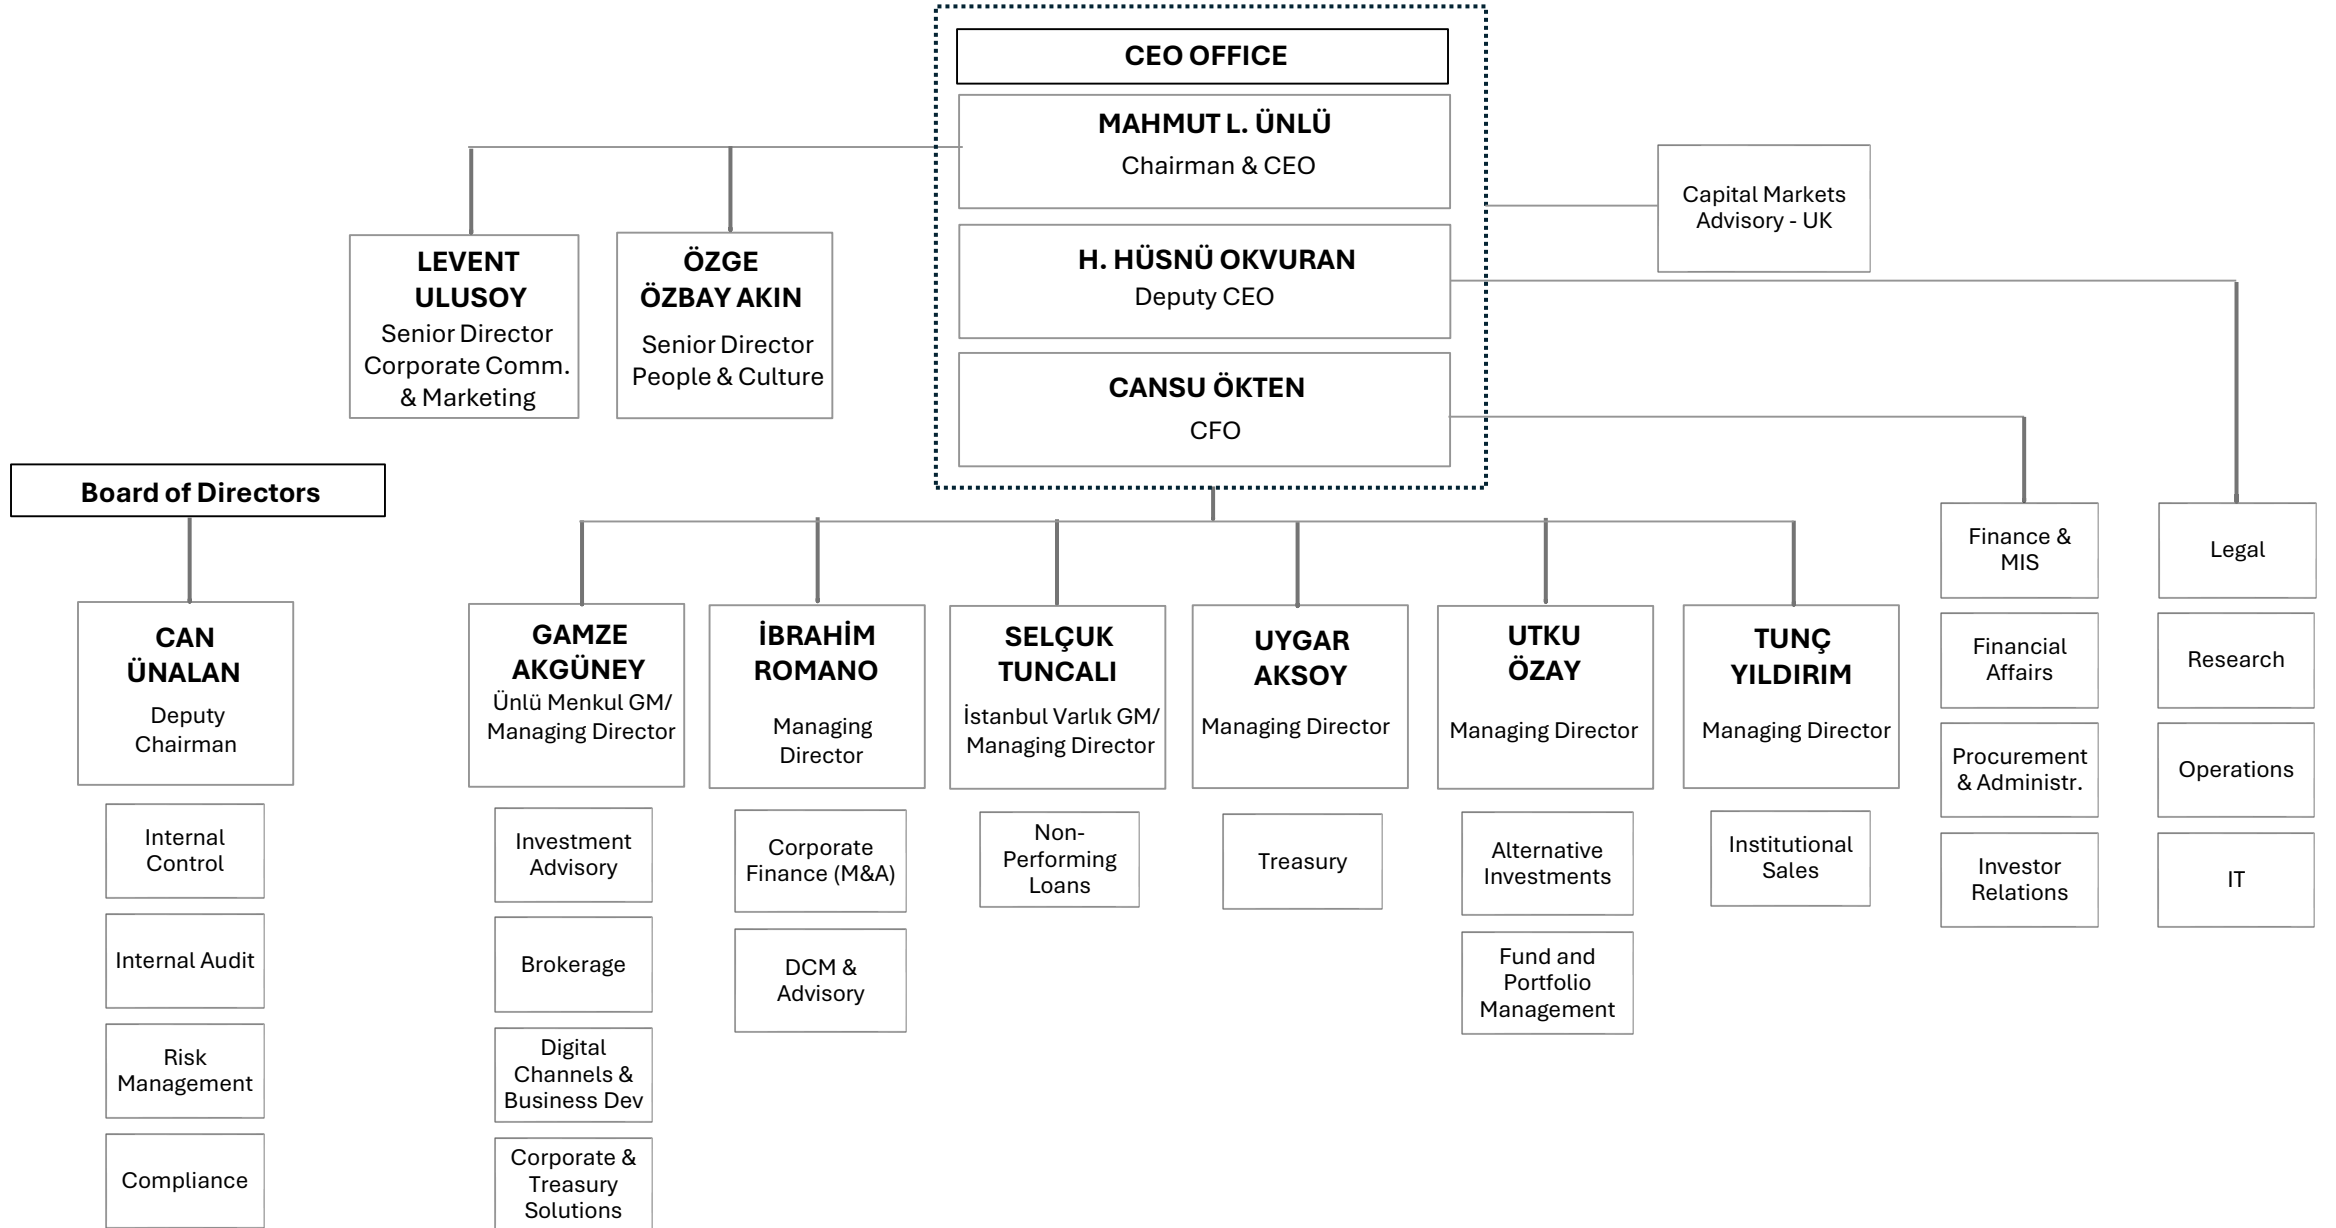 CEO OFFICE
MAHMUT L. ÜNLÜ
Chairman & CEO
Capital Markets
Advisory - UK
H. HÜSNÜ OKVURAN
Deputy CEO
LEVENT
ULUSOY
Senior Director
Corporate Comm.
& Marketing
ÖZGE
ÖZBAY AKIN
Senior Director
People & Culture
CANSU ÖKTEN
CFO
Board of Directors
CAN
ÜNALAN
Deputy
Chairman
Internal
Control
Internal Audit
Risk
Management
Compliance
GAMZE
AKGÜNEY
Ünlü Menkul GM/
Managing Director
Investment
Advisory
Brokerage
Digital
Channels &
Business Dev
Corporate &
Treasury
Solutions
İBRAHİM
ROMANO
Managing
Director
Corporate
Finance (M&A)
DCM &
Advisory
SELÇUK
TUNCALI
İstanbul Varlık GM/
Managing Director
Non-
Performing
Loans
UYGAR
AKSOY
Managing Director
Treasury
UTKU
ÖZAY
Managing Director
Alternative
Investments
Fund and
Portfolio
Management
TUNÇ
YILDIRIM
Managing Director
Institutional
Sales
Finance &
MIS
Financial
Affairs
Procurement
& Administr.
Investor
Relations
Legal
Research
Operations
IT